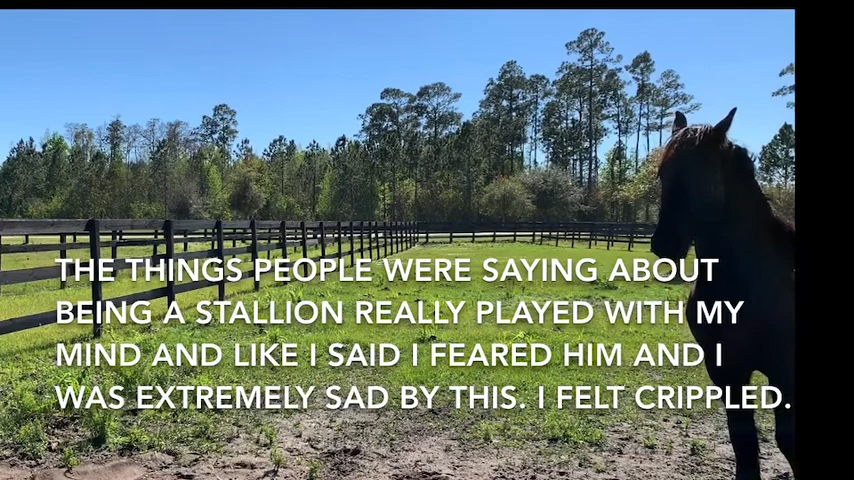 THE THINGS PEOPLE WERE SAYING ABOUT
BEING A STALLION REALLY PLAYED WITH MY
MIND AND LIKE I SAID I FEARED HIM AND I
WAS EXTREMELY SAD BY THIS. I FELT CRIPPLED.